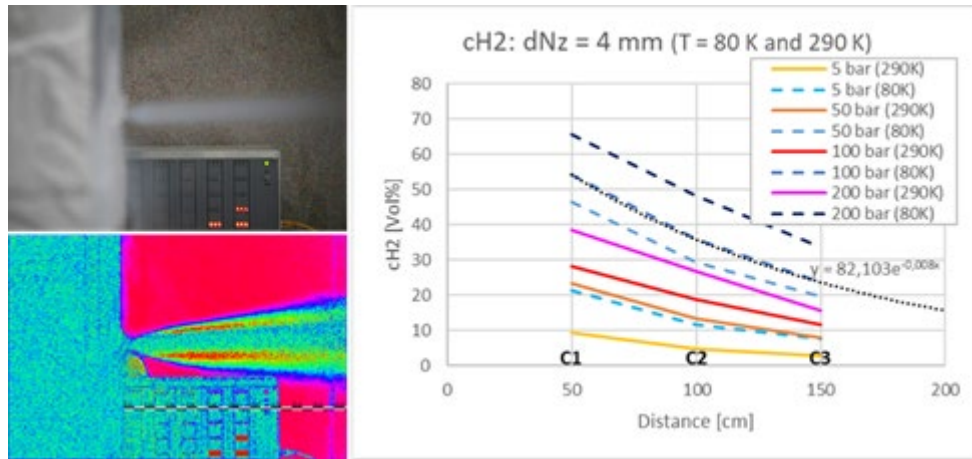 cH2: dNz = 4 mm (T = 80 K and 290 K)
80
70
60
50
40
30
20
10
0
cH2 [Vol%]
5 bar (290K)
5 bar (80K)
50 bar (290K)
50 bar (80K)
100 bar (290K)
100 bar (80K)
200 bar (290K)
200 bar (80K)
y = 82,103e^-0,008x
C1 C2 C3
0 50 100 150 200
Distance [cm]